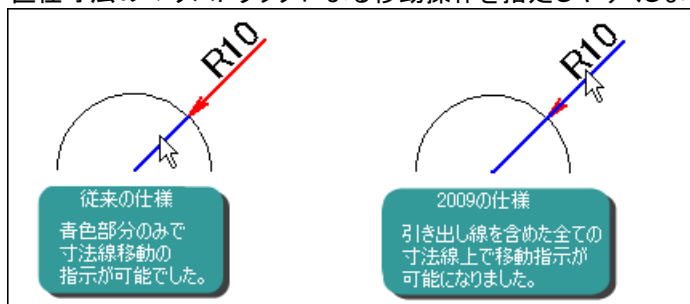 R10
従来の仕様
青色部分のみで
寸法線移動の
指示が可能でした。
R10
2009の仕様
引き出し線を含めた全ての
寸法線上で移動指示が
可能になりました。